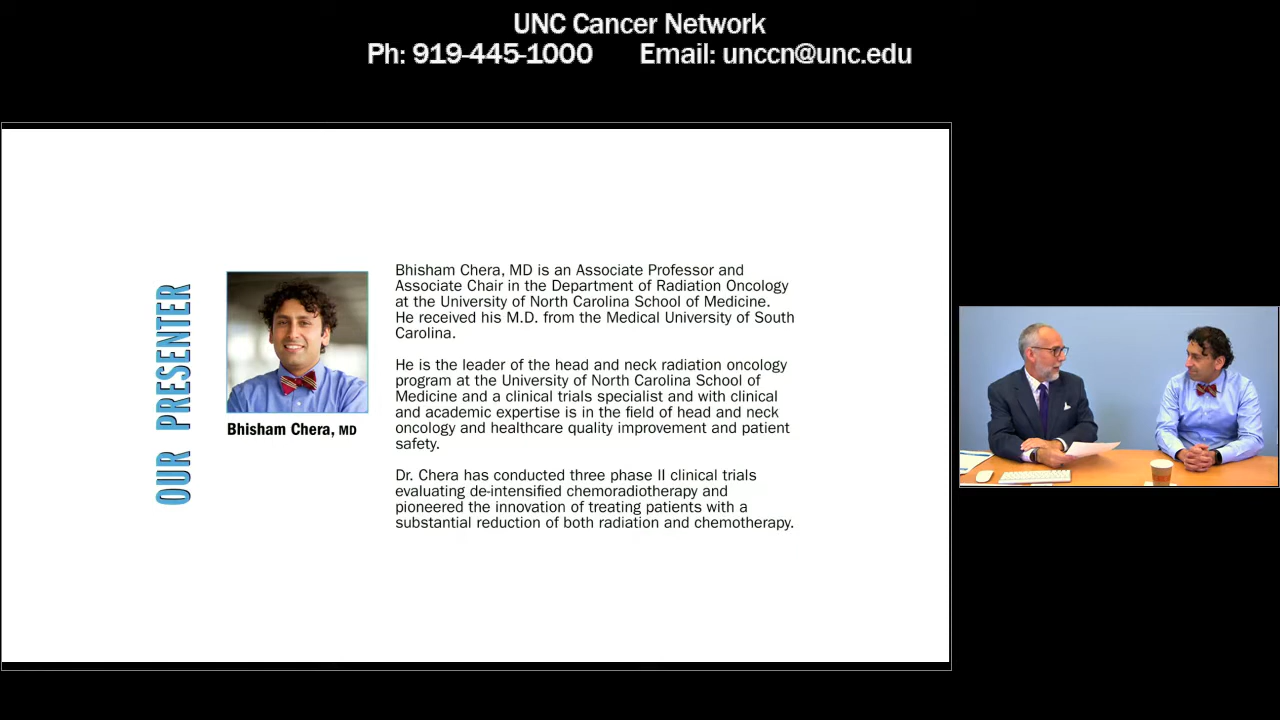 UNC Cancer Network
Ph: 919-445-1000 Email: unccn@unc.edu
OUR PRESENTER
Bhisham Chera, MD
Bhisham Chera, MD is an Associate Professor and
Associate Chair in the Department of Radiation Oncology
at the University of North Carolina School of Medicine.
He received his M.D. from the Medical University of South
Carolina.
He is the leader of the head and neck radiation oncology
program at the University of North Carolina School of
Medicine and a clinical trials specialist and with clinical
and academic expertise is in the field of head and neck
oncology and healthcare quality improvement and patient
safety.
Dr. Chera has conducted three phase II clinical trials
evaluating de-intensified chemoradiotherapy and
pioneered the innovation of treating patients with a
substantial reduction of both radiation and chemotherapy.